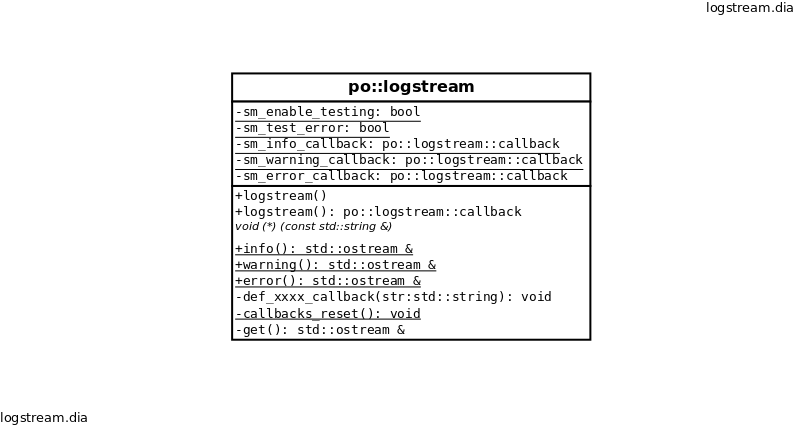 logstream.dia
po::logstream
-sm_enable_testing: bool
-sm_test_error: bool
-sm_info_callback: po::logstream::callback
-sm_warning_callback: po::logstream::callback
-sm_error_callback: po::logstream::callback
+logstream()
+logstream(): po::logstream::callback
void (*) (const std::string &)
+info(): std::ostream &
+warning(): std::ostream &
+error(): std::ostream &
-def_xxxx_callback(str:std::string): void
-callbacks_reset(): void
-get(): std::ostream &
logstream.dia